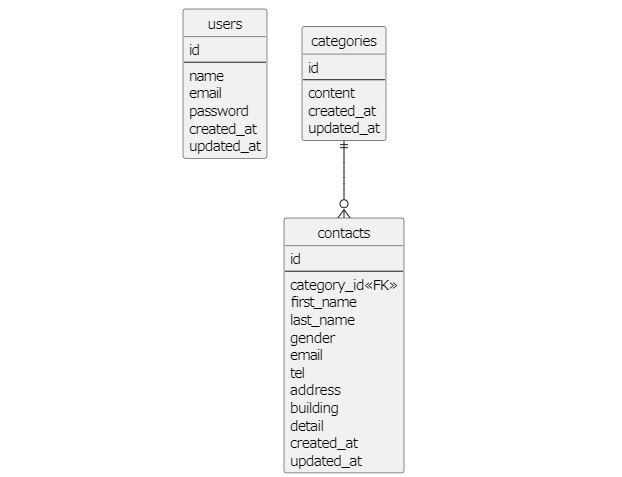 users
id
name
email
password
created_at
updated_at
categories
id
content
created_at
updated_at
contacts
id
category_id«FK»
first_name
last_name
gender
email
tel
address
building
detail
created_at
updated_at